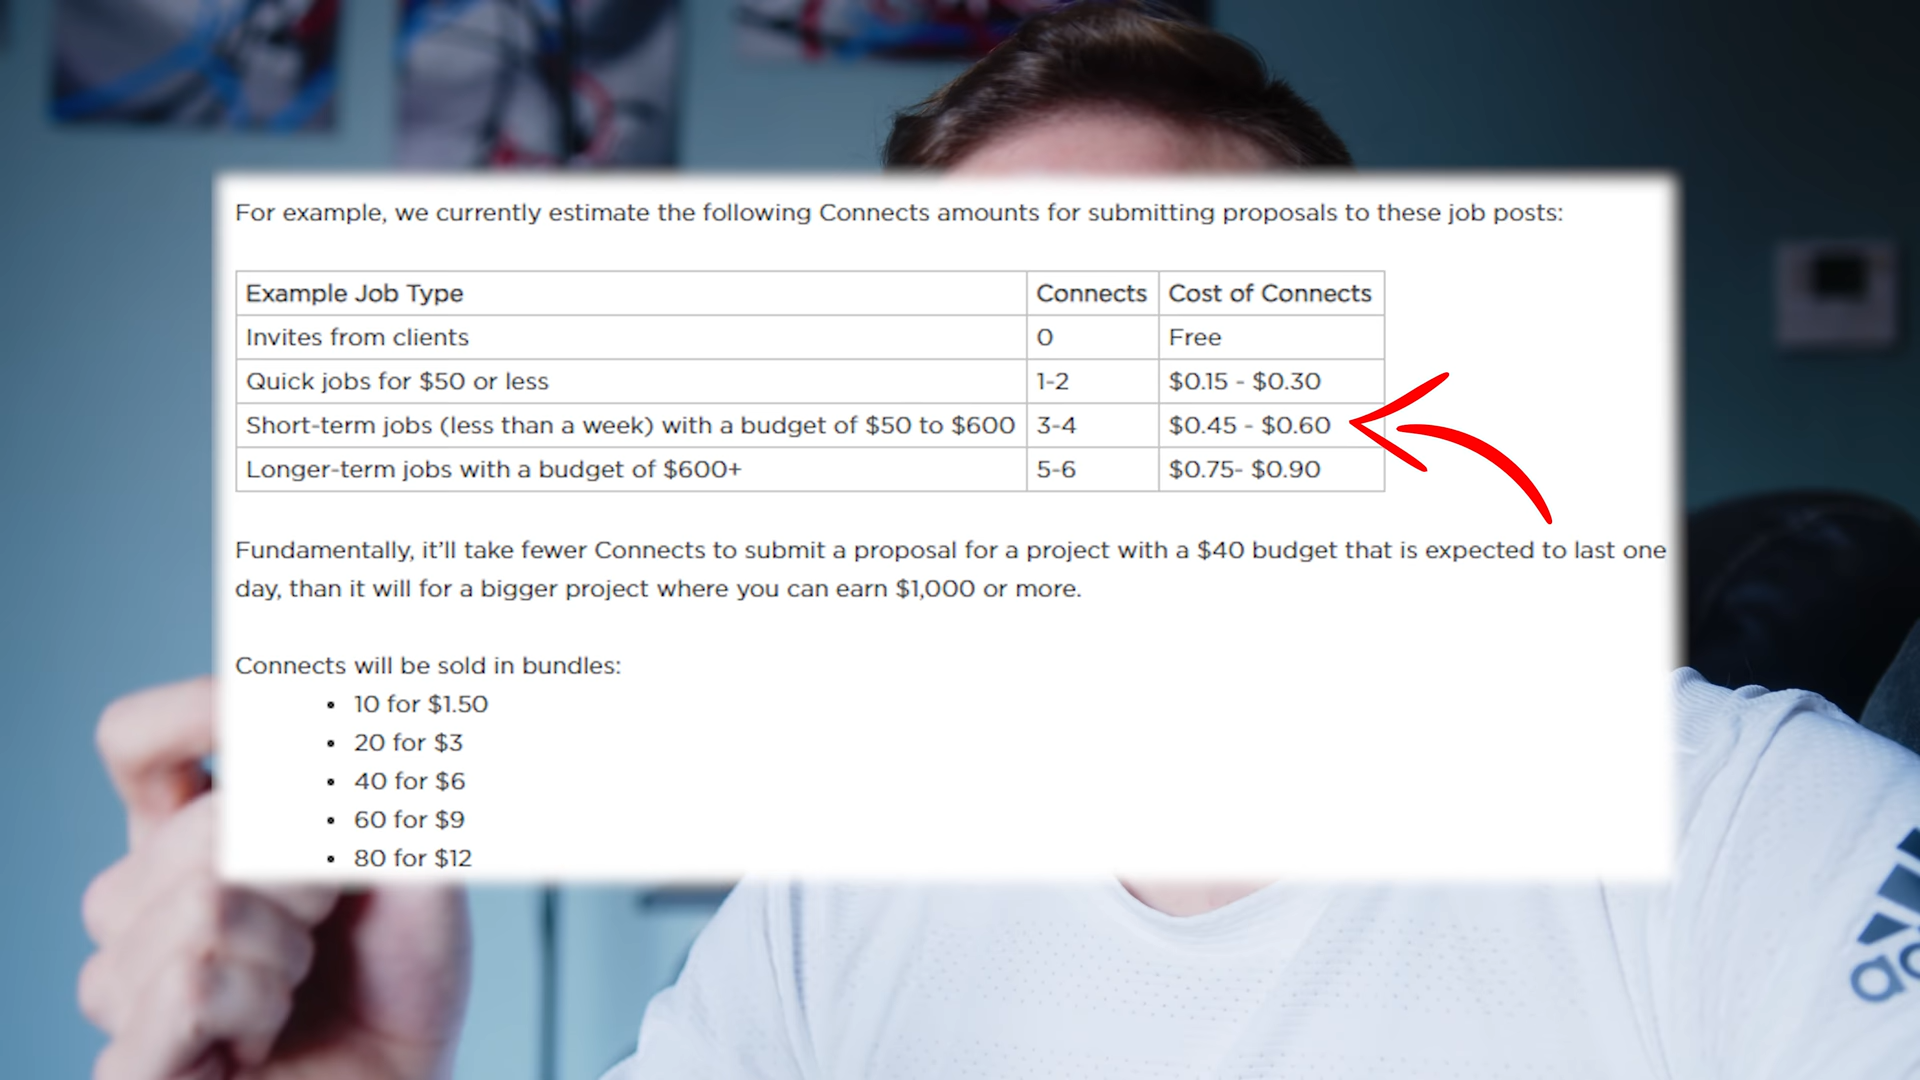 For example, we currently estimate the following Connects amounts for submitting proposals to these job posts:
Example Job Type Connects Cost of Connects
Invites from clients 0 Free
Quick jobs for $50 or less 1-2 $0.15 - $0.30
Short-term jobs (less than a week) with a budget of $50 to $600 3-4 $0.45 - $0.60
Longer-term jobs with a budget of $600+ 5-6 $0.75- $0.90
Fundamentally, it’ll take fewer Connects to submit a proposal for a project with a $40 budget that is expected to last one
day, than it will for a bigger project where you can earn $1,000 or more.
Connects will be sold in bundles:
• 10 for $1.50
• 20 for $3
• 40 for $6
• 60 for $9
• 80 for $12